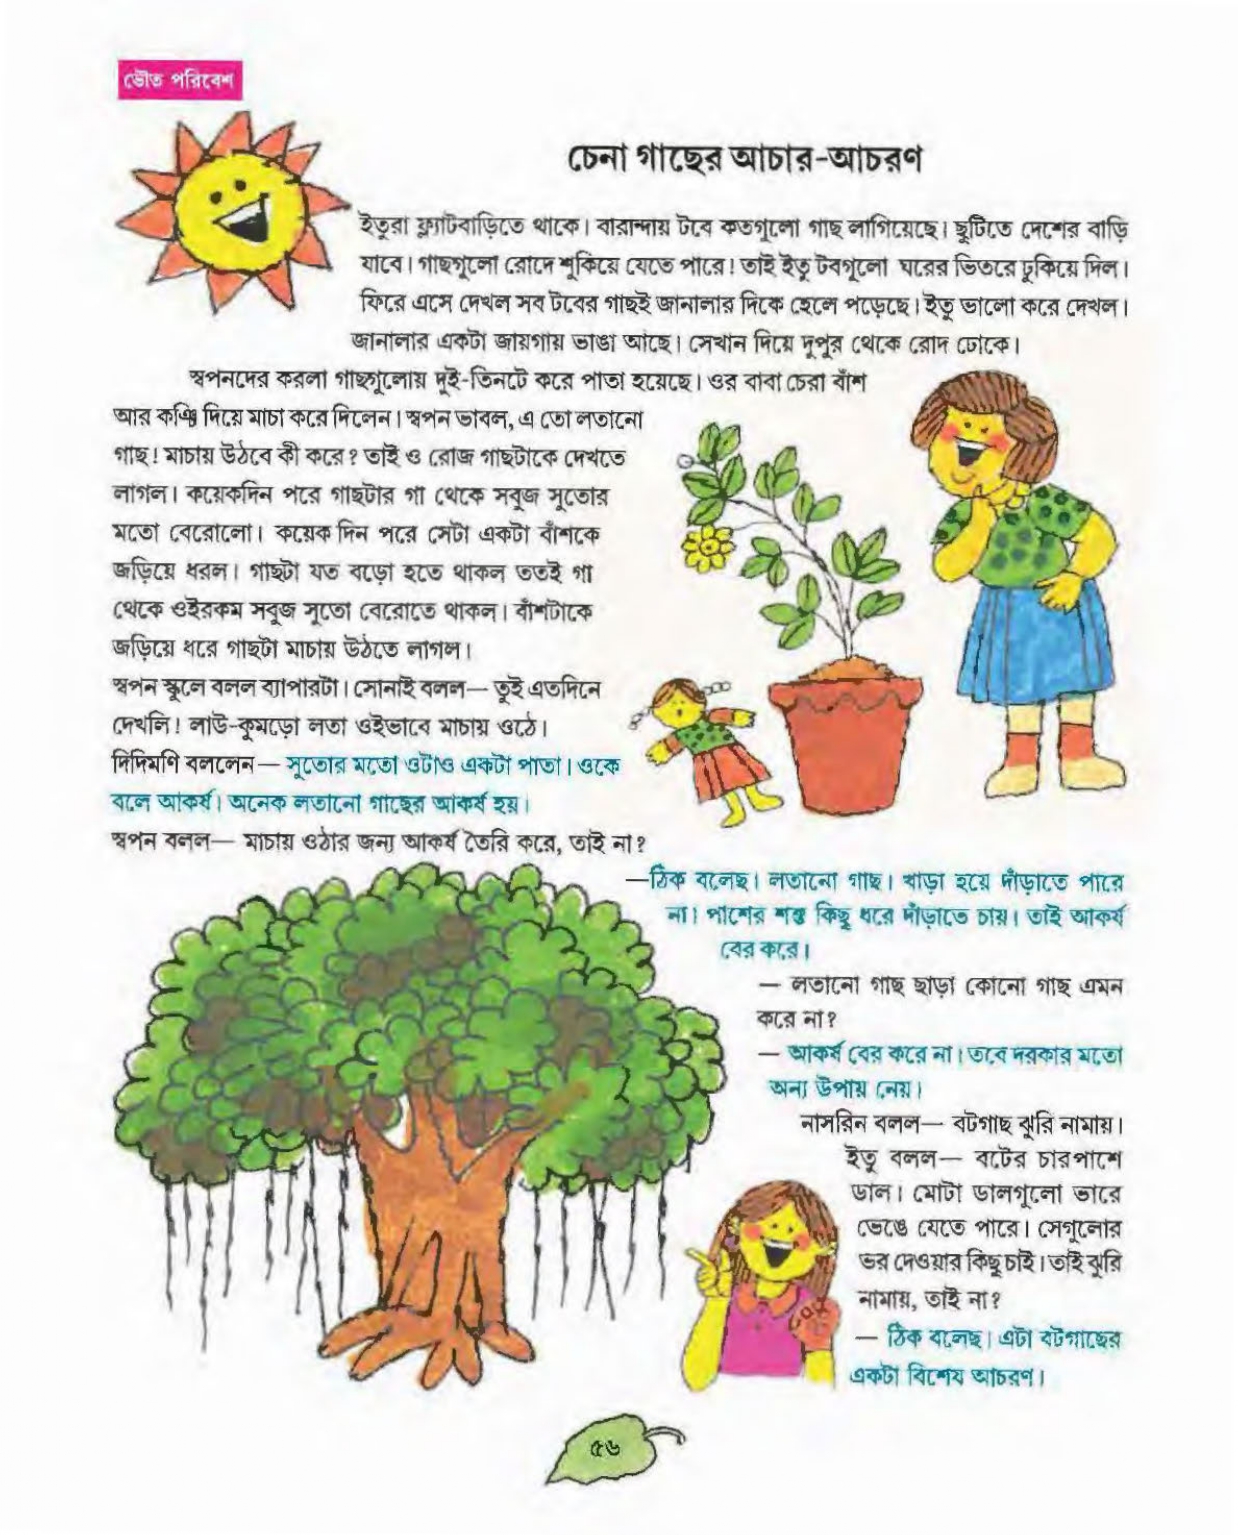 ভৌত পরিবেশ
চেনা গাছের আচার-আচরণ
ইতুরা ফ্ল্যাটবাড়িতে থাকে। বারান্দায় টবে কতগুলো গাছ লাগিয়েছে। ছুটিতে দেশের বাড়ি
যাবে। গাছগুলো রোদে শুকিয়ে যেতে পারে! তাই ইতু টবগুলো ঘরের ভিতরে ঢুকিয়ে দিল।
ফিরে এসে দেখল সব টবের গাছই জানালার দিকে হেলে পড়েছে। ইতু ভালো করে দেখল।
জানালার একটা জায়গায় ভাঙা আছে। সেখান দিয়ে দুপুর থেকে রোদ ঢোকে।
স্বপনদের করলা গাছগুলোয় দুই-তিনটে করে পাতা হয়েছে। ওর বাবা চেরা বাঁশ
আর কঞ্চি দিয়ে মাচা করে দিলেন। স্বপন ভাবল, এ তো লতানো
গাছ! মাচায় উঠবে কী করে? তাই ও রোজ গাছটাকে দেখতে
লাগল। কয়েকদিন পরে গাছটার গা থেকে সবুজ সুতোর
মতো বেরোলো। কয়েক দিন পরে সেটা একটা বাঁশকে
জড়িয়ে ধরল। গাছটা যত বড়ো হতে থাকল ততই গা
থেকে ওইরকম সবুজ সুতো বেরোতে থাকল। বাঁশটাকে
জড়িয়ে ধরে গাছটা মাচায় উঠতে লাগল।
স্বপন স্কুলে বলল ব্যাপারটা। সোনাই বলল— তুই এতদিনে
দেখলি! লাউ-কুমড়ো লতা ওইভাবে মাচায় ওঠে।
দিদিমণি বললেন— সুতোর মতো ওটাও একটা পাতা। ওকে
বলে আকর্ষ। অনেক লতানো গাছের আকর্ষ হয়।
স্বপন বলল— মাচায় ওঠার জন্য আকর্ষ তৈরি করে, তাই না?
—ঠিক বলেছ। লতানো গাছ। খাড়া হয়ে দাঁড়াতে পারে
না। পাশের শক্ত কিছু ধরে দাঁড়াতে চায়। তাই আকর্ষ
বের করে।
— লতানো গাছ ছাড়া কোনো গাছ এমন
করে না?
— আকর্ষ বের করে না। তবে দরকার মতো
অন্য উপায় নেয়।
নাসরিন বলল— বটগাছ ঝুরি নামায়।
ইতু বলল— বটের চারপাশে
ডাল। মোটা ডালগুলো ভারে
ভেঙে যেতে পারে। সেগুলোর
ভর দেওয়ার কিছু চাই। তাই ঝুরি
নামায়, তাই না?
— ঠিক বলেছ। এটা বটগাছের
একটা বিশেষ আচরণ।
৫৬